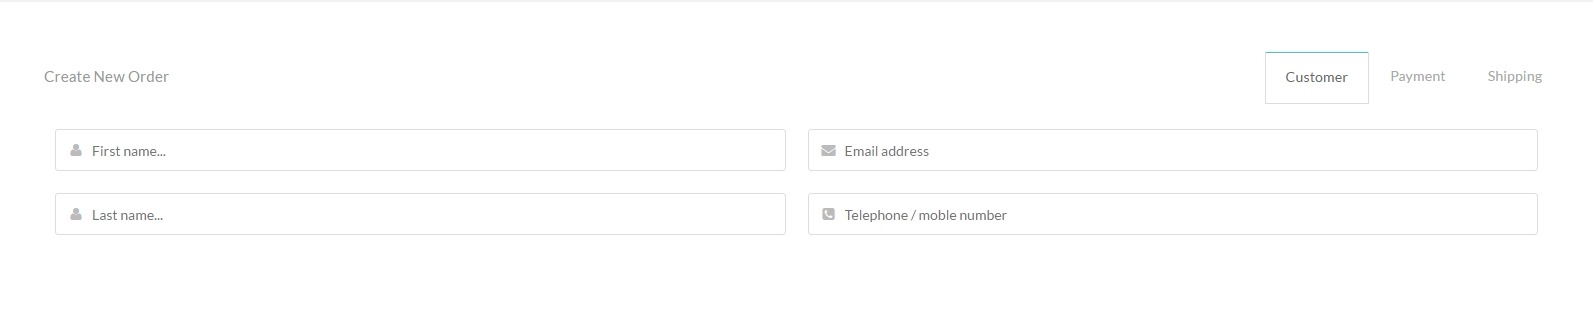 Create New Order
Customer
Payment
Shipping
First name...
Email address
Last name...
Telephone / moble number